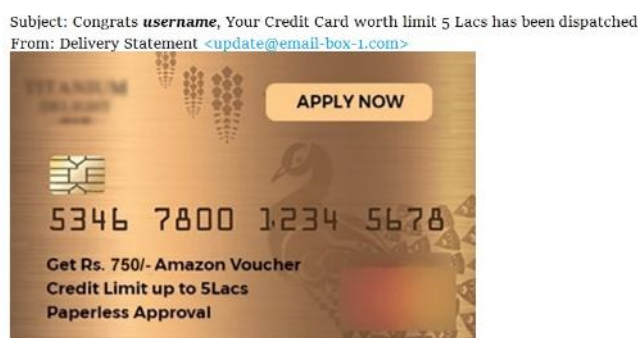 Subject: Congrats username, Your Credit Card worth limit 5 Lacs has been dispatched
From: Delivery Statement <update@email-box-1.com>
TITANIUM
DELIGHT
APPLY NOW
5346 7800 1234 5678
Get Rs. 750/- Amazon Voucher
Credit Limit up to 5Lacs
Paperless Approval